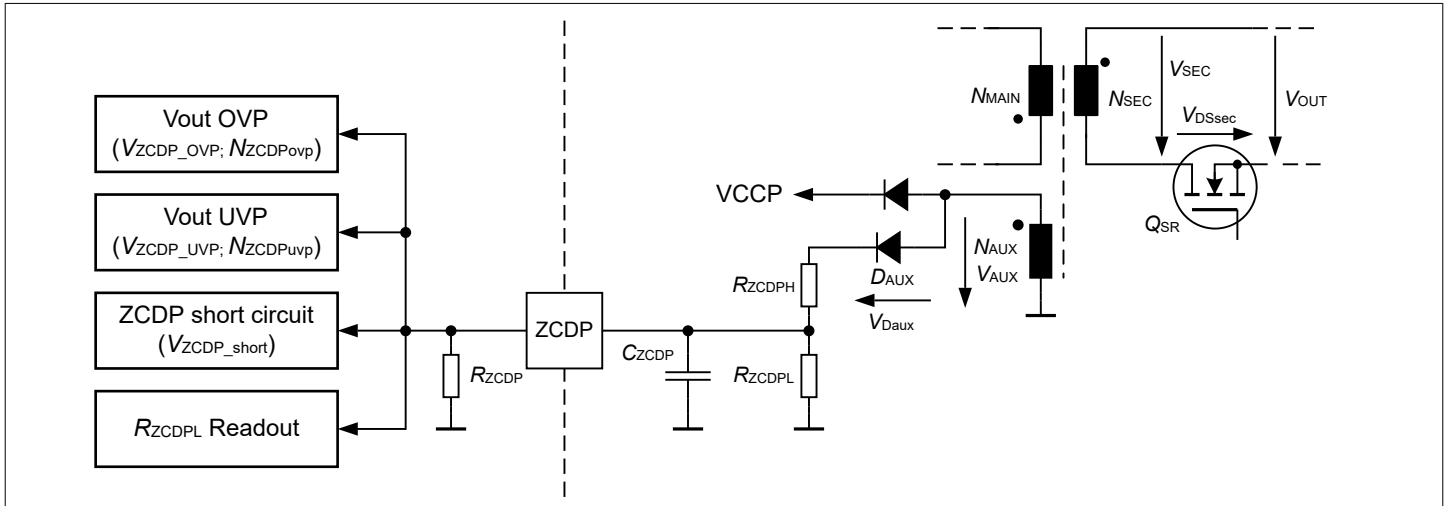 Vout OVP
(VZCDP_OVP; NZCDPovp)
Vout UVP
(VZCDP_UVP; NZCDPuvp)
ZCDP short circuit
(VZCDP_short)
RZCDPL Readout
RZCDP
ZCDP
CZCDP
RZCDPH
RZCDPL
VCCP
DAUX
VDaux
NAUX
VAUX
NMAIN
NSEC
VSEC
VDSsec
VOUT
QSR